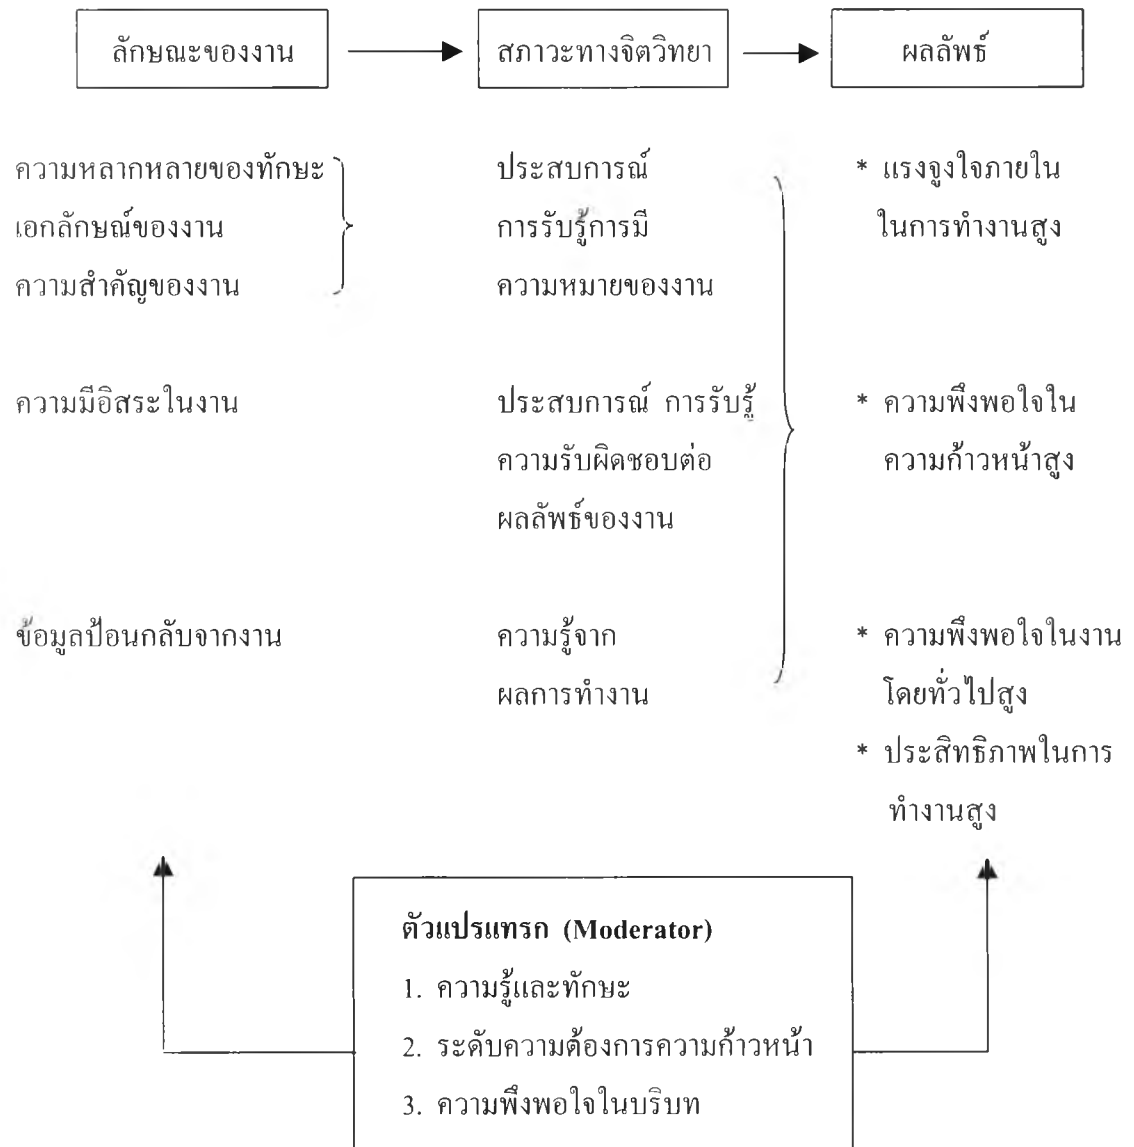 ลักษณะของงาน
สภาวะทางจิตวิทยา
ผลลัพธ์
ความหลากหลายของทักษะ
เอกลักษณ์ของงาน
ความสำคัญของงาน
ประสบการณ์
การรับรู้การมี
ความหมายของงาน
* แรงจูงใจภายใน
ในการทำงานสูง
ความมีอิสระในงาน
ประสบการณ์ การรับรู้
ความรับผิดชอบต่อ
ผลลัพธ์ของงาน
* ความพึงพอใจใน
ความก้าวหน้าสูง
ข้อมูลป้อนกลับจากงาน
ความรู้จาก
ผลการทำงาน
* ความพึงพอใจในงาน
โดยทั่วไปสูง
* ประสิทธิภาพในการ
ทำงานสูง
ตัวแปรแทรก (Moderator)
1. ความรู้และทักษะ
2. ระดับความต้องการความก้าวหน้า
3. ความพึงพอใจในบริบท